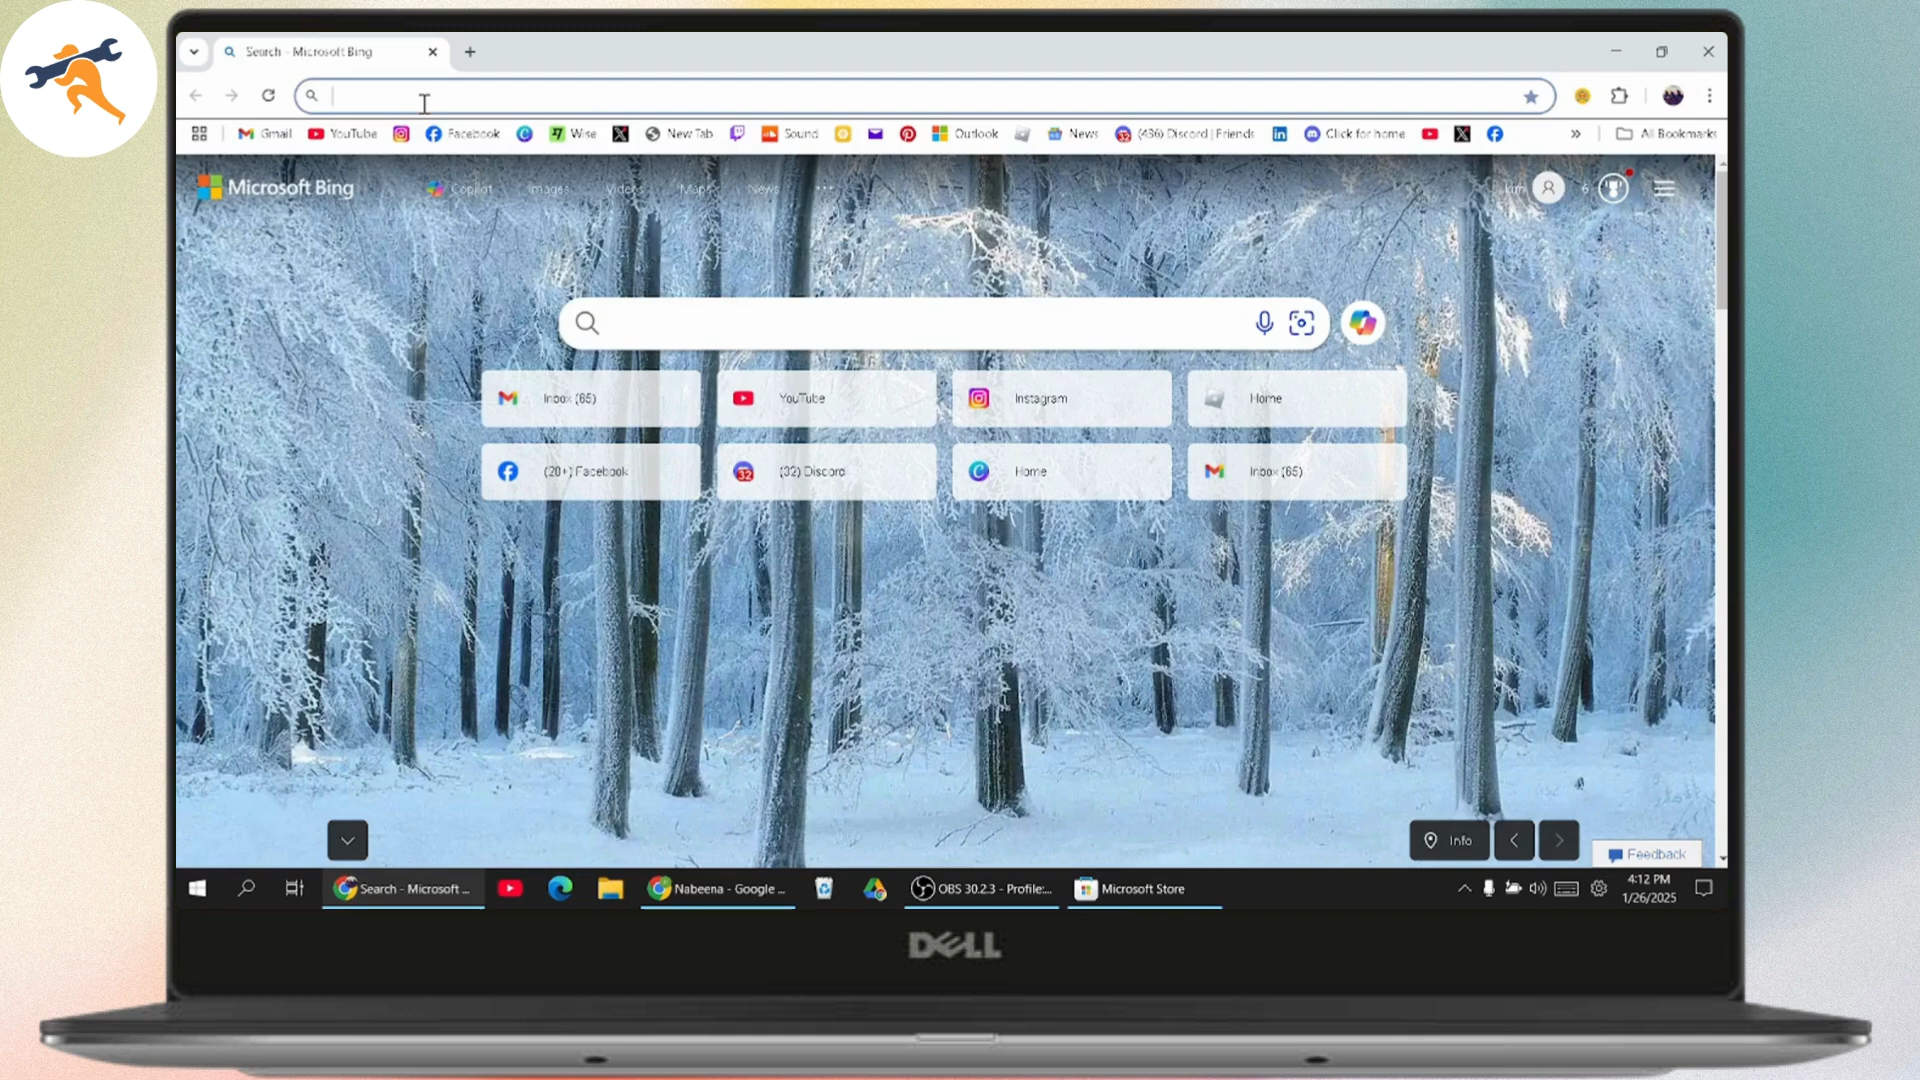 Search - Microsoft Bing
Gmail YouTube Facebook Wise New Tab Sound Outlook News (436) Discord | Friends Click for home » All Bookmarks
Microsoft Bing Copilot Images Videos Maps News ... kim 6
Inbox (65) YouTube Instagram Home
(20+) Facebook (32) Discord Home Inbox (65)
Info
Feedback
Search - Microsoft ... Nabeena - Google ... OBS 30.2.3 - Profile:... Microsoft Store 4:12 PM
1/26/2025
DELL